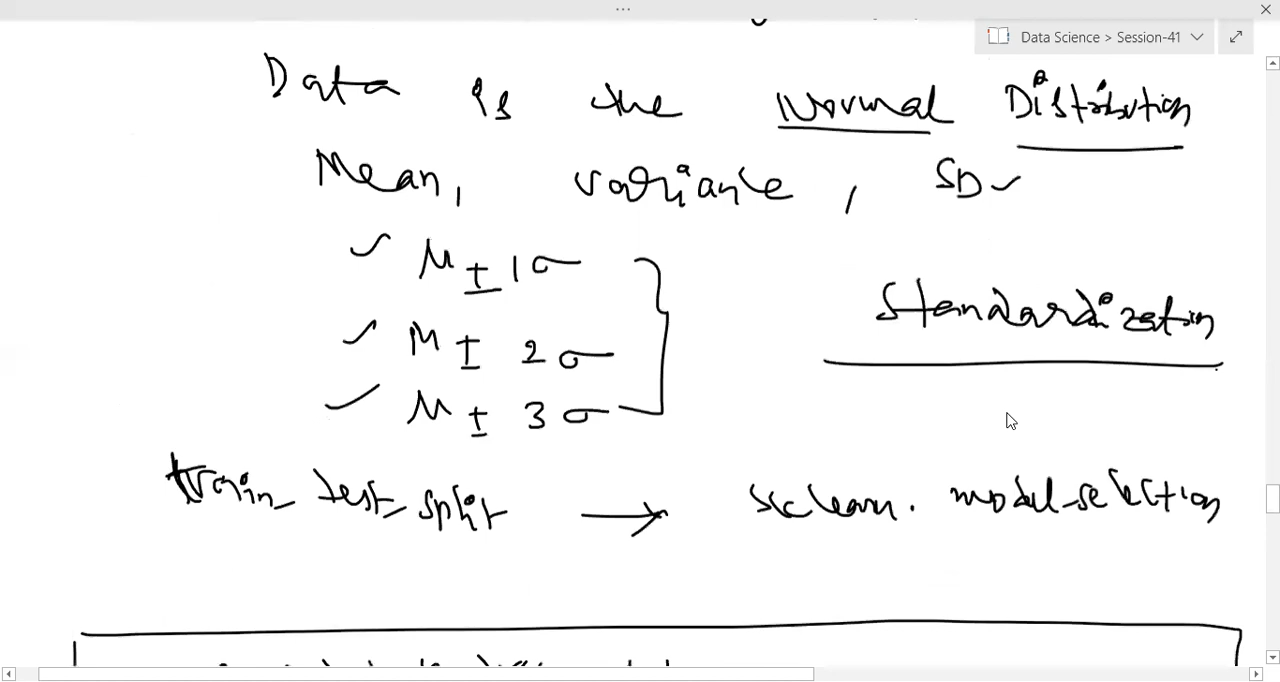 Data Science > Session-41
Data is the Normal Distribution
Mean, variance, SD ✓
✓ μ ± 1σ
Standardization
✓ μ ± 2σ
✓ μ ± 3σ
train_test_split → sklearn. model_selection